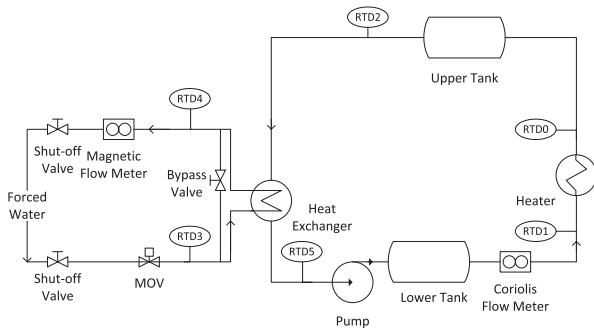 RTD2
Upper Tank
RTD4
RTD0
Shut-off
Valve
Magnetic
Flow Meter
Bypass
Valve
Heater
Forced
Water
Heat
Exchanger
RTD3
RTD1
RTD5
Shut-off
Valve
MOV
Lower Tank
Coriolis
Flow Meter
Pump